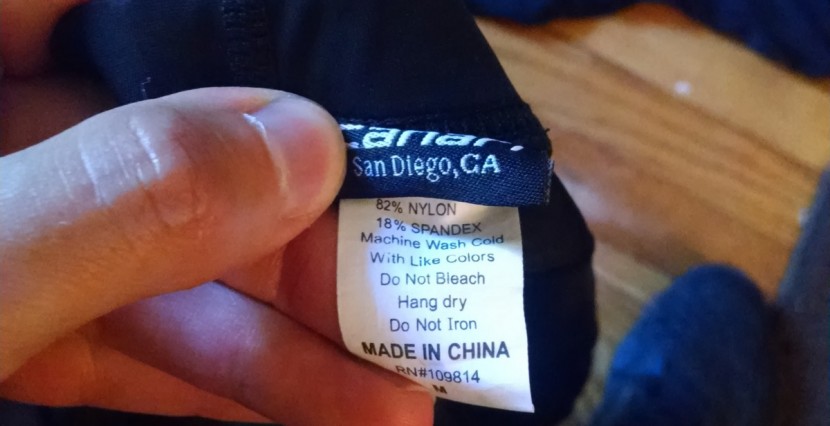 San Diego, CA
82% NYLON
18% SPANDEX
Machine Wash Cold
With Like Colors
Do Not Bleach
Hang dry
Do Not Iron
MADE IN CHINA
RN#109814
M